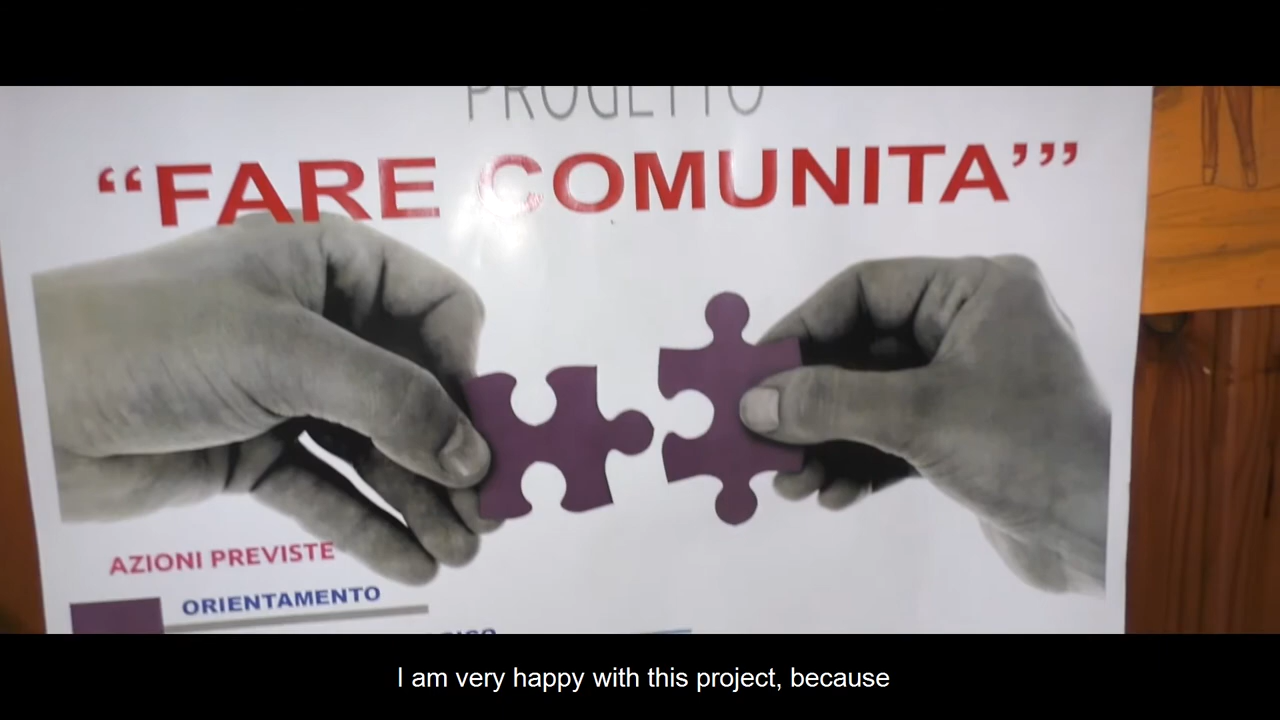 PROGETTO
“FARE COMUNITA’”
AZIONI PREVISTE
ORIENTAMENTO
I am very happy with this project, because